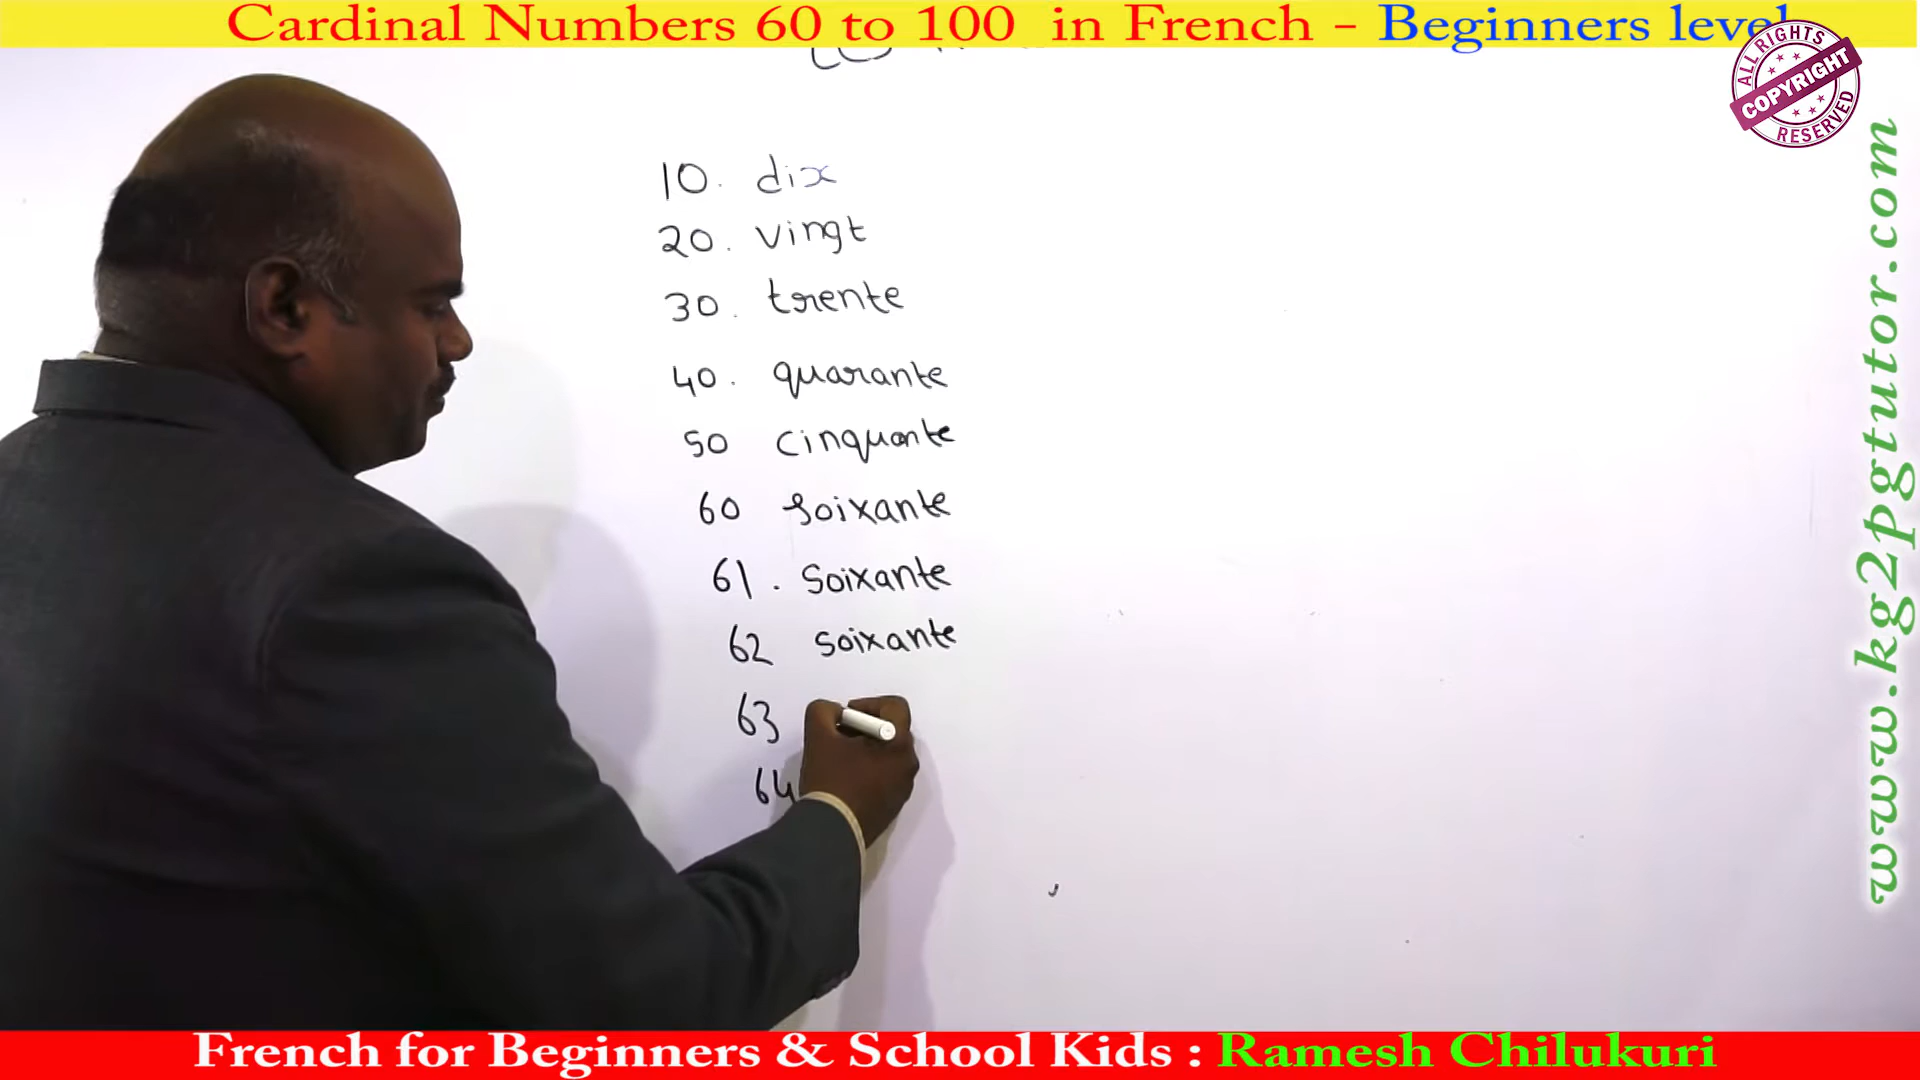 Cardinal Numbers 60 to 100 in French - Beginners level
ALL RIGHTS
COPYRIGHT
RESERVED
www.kg2pgtutor.com
10. dix
20. vingt
30. trente
40. quarante
50 cinquante
60 soixante
61. soixante
62 soixante
63
64
French for Beginners & School Kids : Ramesh Chilukuri